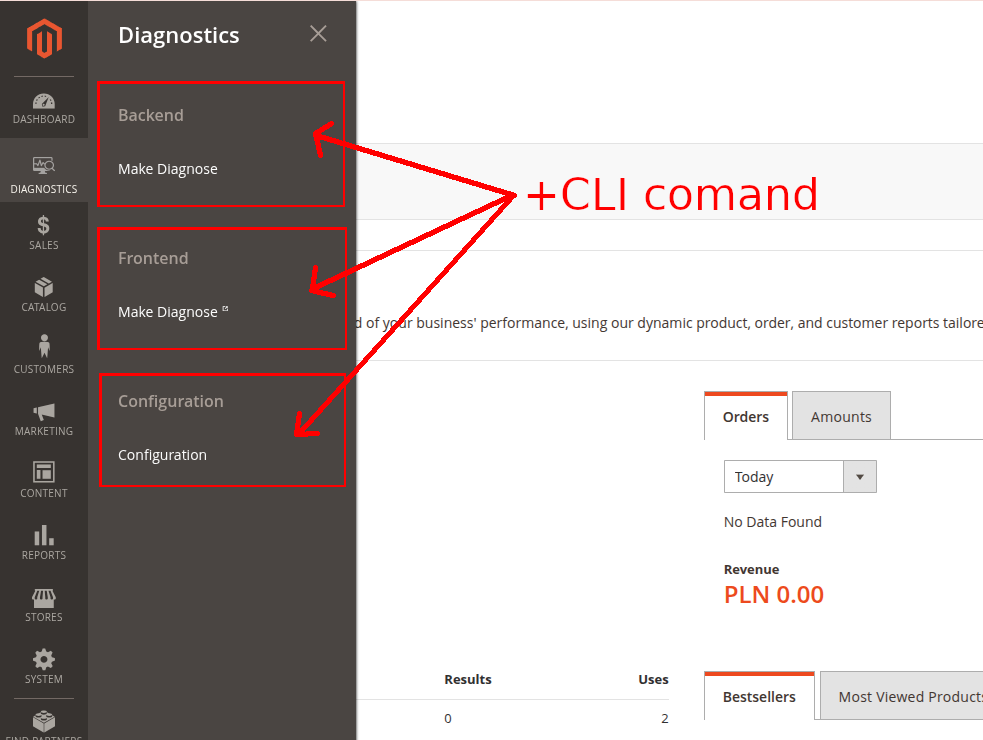 Diagnostics
DASHBOARD
Backend
Make Diagnose
DIAGNOSTICS
+CLI comand
SALES
Frontend
CATALOG
Make Diagnose
d of your business' performance, using our dynamic product, order, and customer reports tailore
CUSTOMERS
Configuration
Orders Amounts
MARKETING
Configuration
Today
CONTENT
No Data Found
REPORTS
Revenue
PLN 0.00
STORES
SYSTEM
Results Uses
Bestsellers Most Viewed Products
0 2
FIND PARTNERS